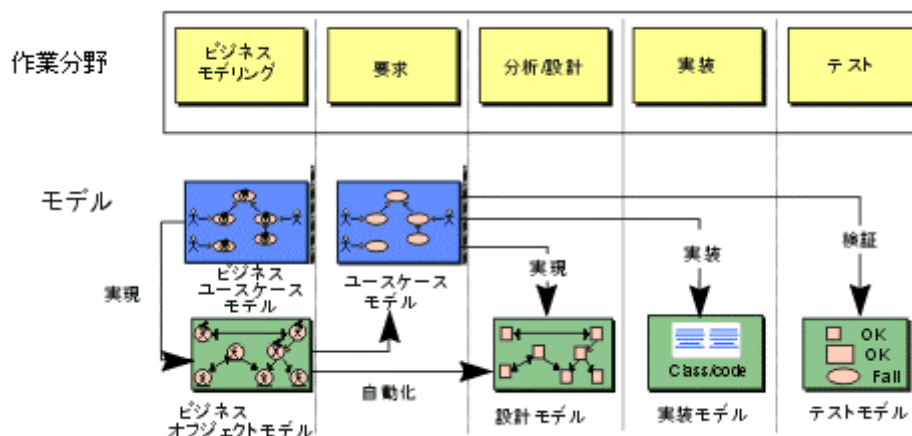 作業分野
ビジネス
モデリング
要求
分析/設計
実装
テスト
モデル
実現
ビジネス
ユースケース
モデル
ユースケース
モデル
実現
実装
検証
自動化
Class/code
OK
OK
Fail
ビジネス
オブジェクトモデル
設計モデル
実装モデル
テストモデル